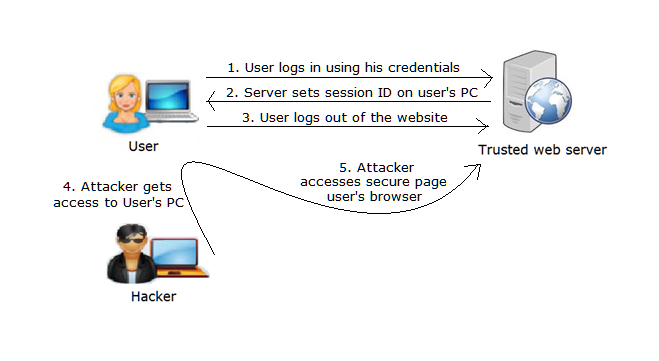 1. User logs in using his credentials
2. Server sets session ID on user's PC
3. User logs out of the website
User
Trusted web server
4. Attacker gets
access to User's PC
5. Attacker
accesses secure page
user's browser
Hacker